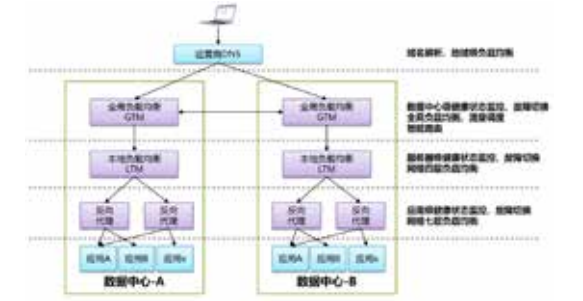 运营商DNS
域名解析、地域级负载均衡
全局负载均衡
GTM
全局负载均衡
GTM
数据中心级健康状态监控、故障切换
全局负载均衡、流量调度
智能路由
本地负载均衡
LTM
本地负载均衡
LTM
服务器级健康状态监控、故障切换
网络四层负载均衡
反向
代理
反向
代理
反向
代理
反向
代理
应用级健康状态监控、故障切换
网络七层负载均衡
应用A
应用B
应用x
应用A
应用B
应用x
数据中心-A
数据中心-B